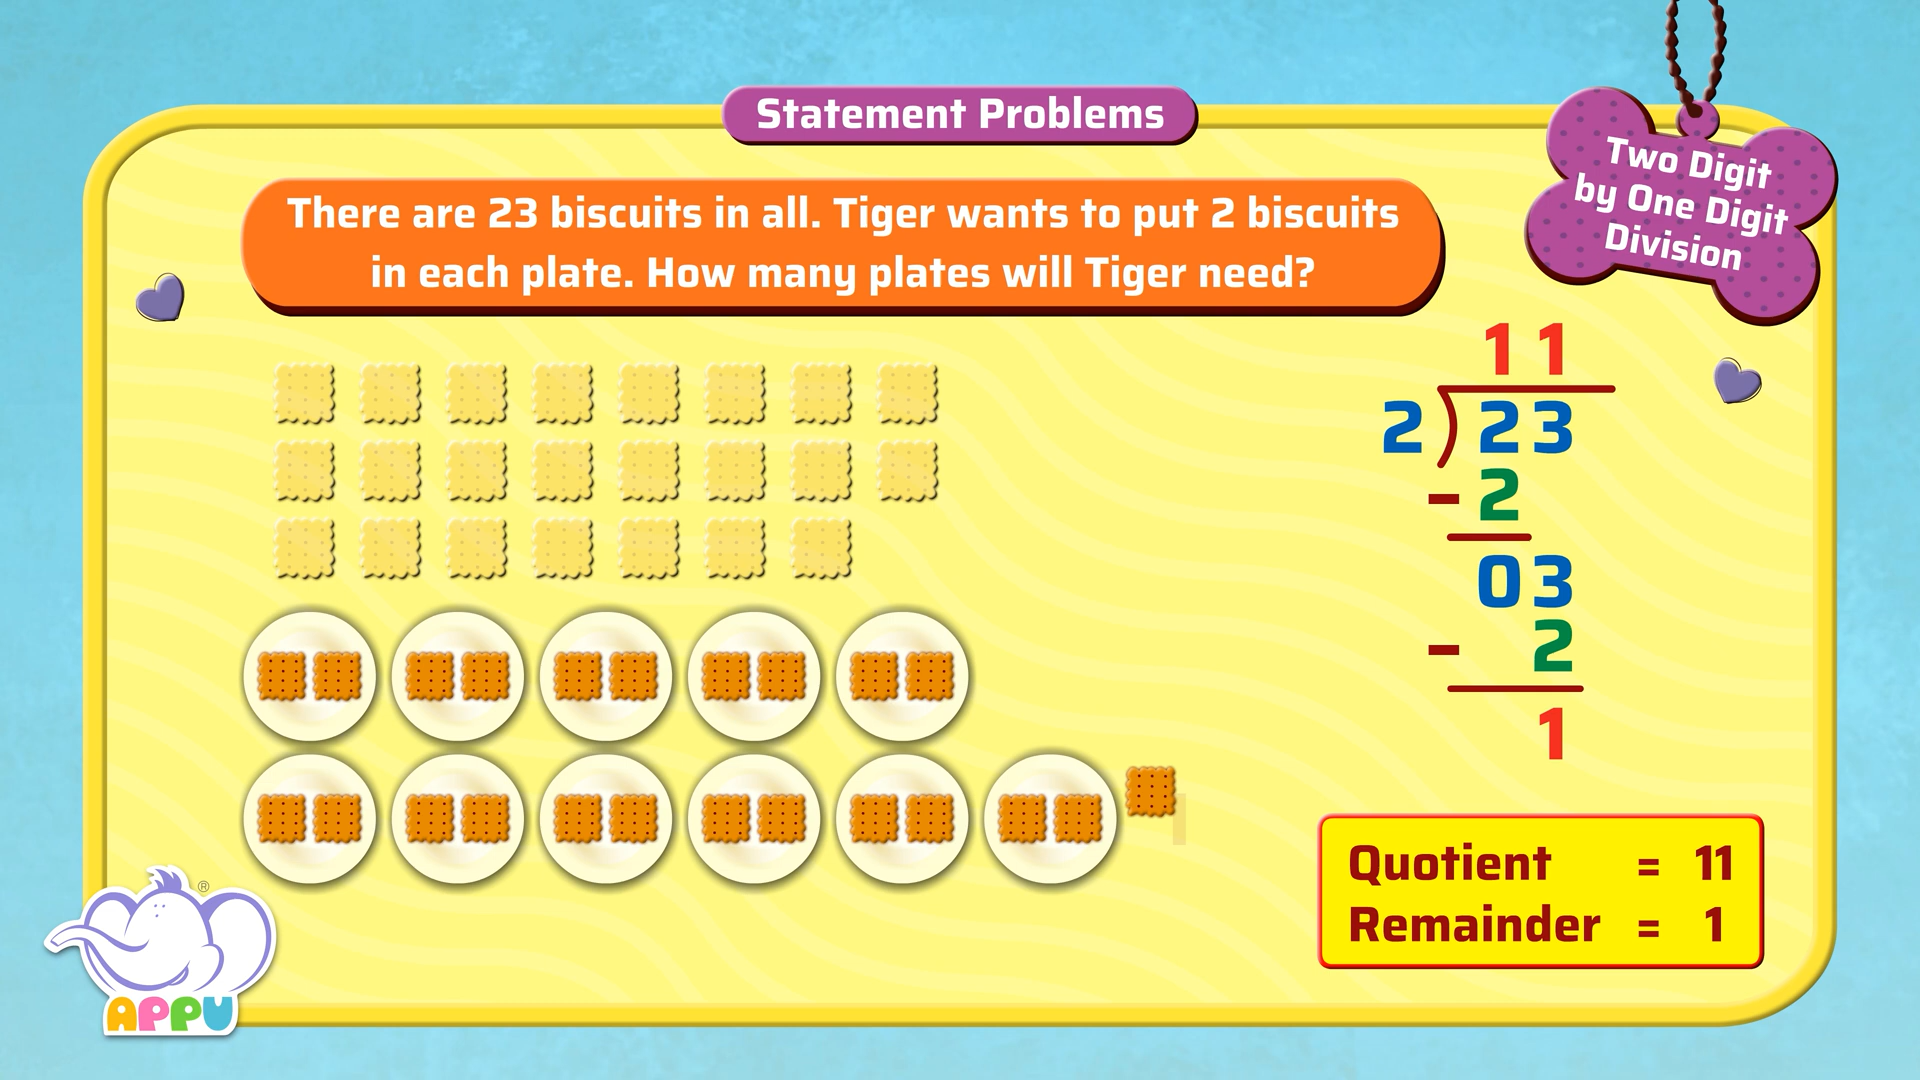 Statement Problems
Two Digit
by One Digit
Division
There are 23 biscuits in all. Tiger wants to put 2 biscuits
in each plate. How many plates will Tiger need?
11
2 ) 23
- 2
03
- 2
1
1
Quotient = 11
Remainder = 1
®
APPU